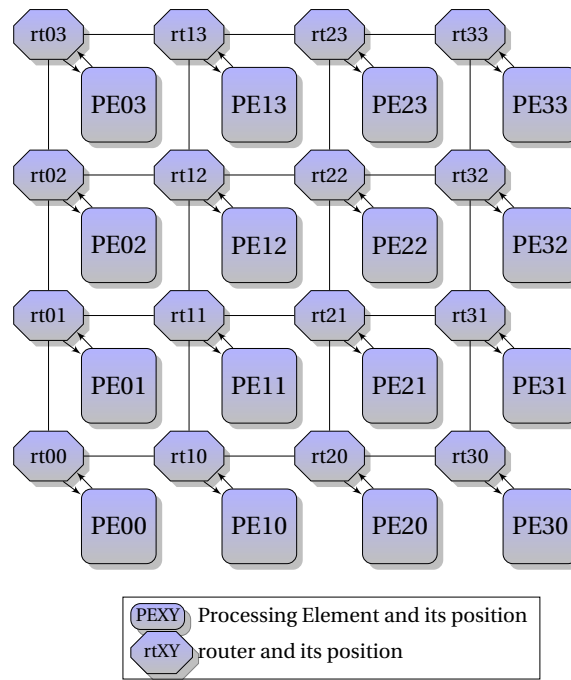 rt03 rt13 rt23 rt33
PE03 PE13 PE23 PE33
rt02 rt12 rt22 rt32
PE02 PE12 PE22 PE32
rt01 rt11 rt21 rt31
PE01 PE11 PE21 PE31
rt00 rt10 rt20 rt30
PE00 PE10 PE20 PE30
PEXY Processing Element and its position
rtXY router and its position